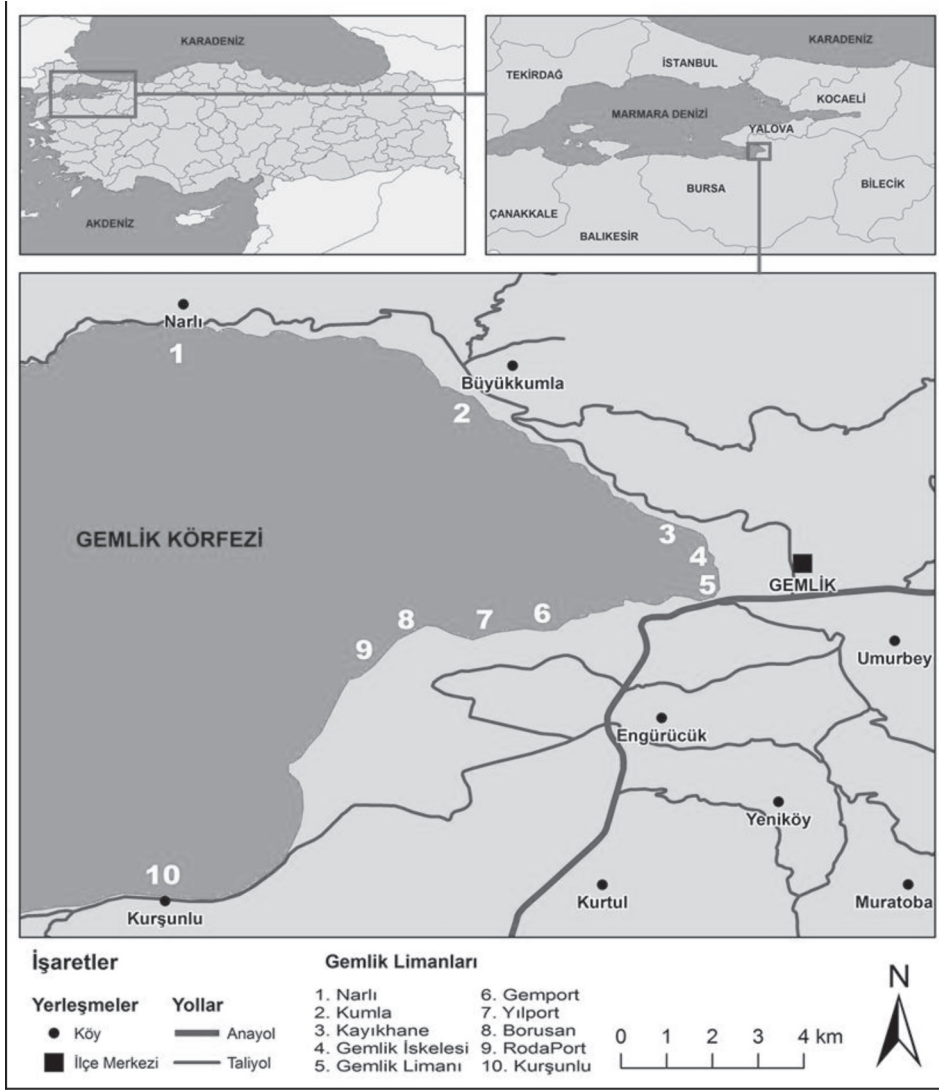 KARADENİZ
AKDENİZ
KARADENİZ
İSTANBUL
TEKİRDAĞ
KOCAELİ
MARMARA DENİZİ
YALOVA
BURSA
BİLECİK
ÇANAKKALE
BALIKESİR
Narlı
1
Büyükkumla
2
GEMLİK KÖRFEZİ
3
4
GEMLİK
5
6
7
8
9
Umurbey
Engürücük
Yeniköy
10
Kurşunlu
Kurtul
Muratoba
İşaretler
Yerleşmeler Yollar
Köy Anayol
İlçe Merkezi Taliyol
Gemlik Limanları
1. Narlı 6. Gemport
2. Kumla 7. Yılport
3. Kayıkhane 8. Borusan
4. Gemlik İskelesi 9. RodaPort
5. Gemlik Limanı 10. Kurşunlu
0 1 2 3 4 km
N